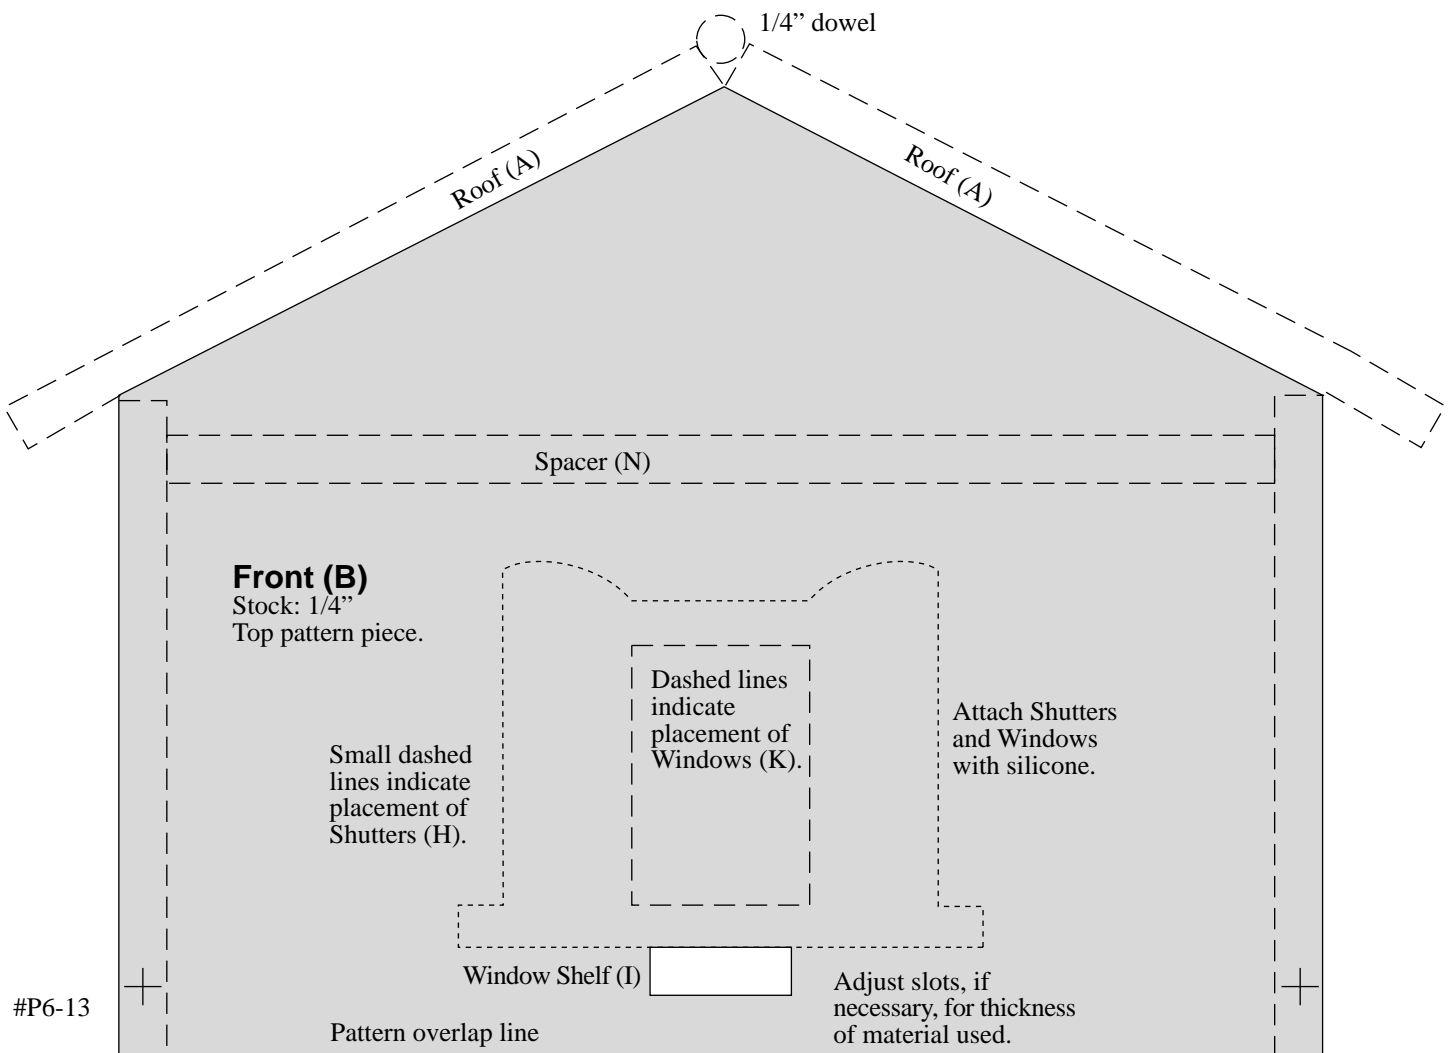 1/4” dowel
Roof (A)
Roof (A)
Spacer (N)
Front (B)
Stock: 1/4”
Top pattern piece.
Dashed lines
indicate
placement of
Windows (K).
Attach Shutters
and Windows
with silicone.
Small dashed
lines indicate
placement of
Shutters (H).
Window Shelf (I)
Adjust slots, if
necessary, for thickness
of material used.
#P6-13
Pattern overlap line